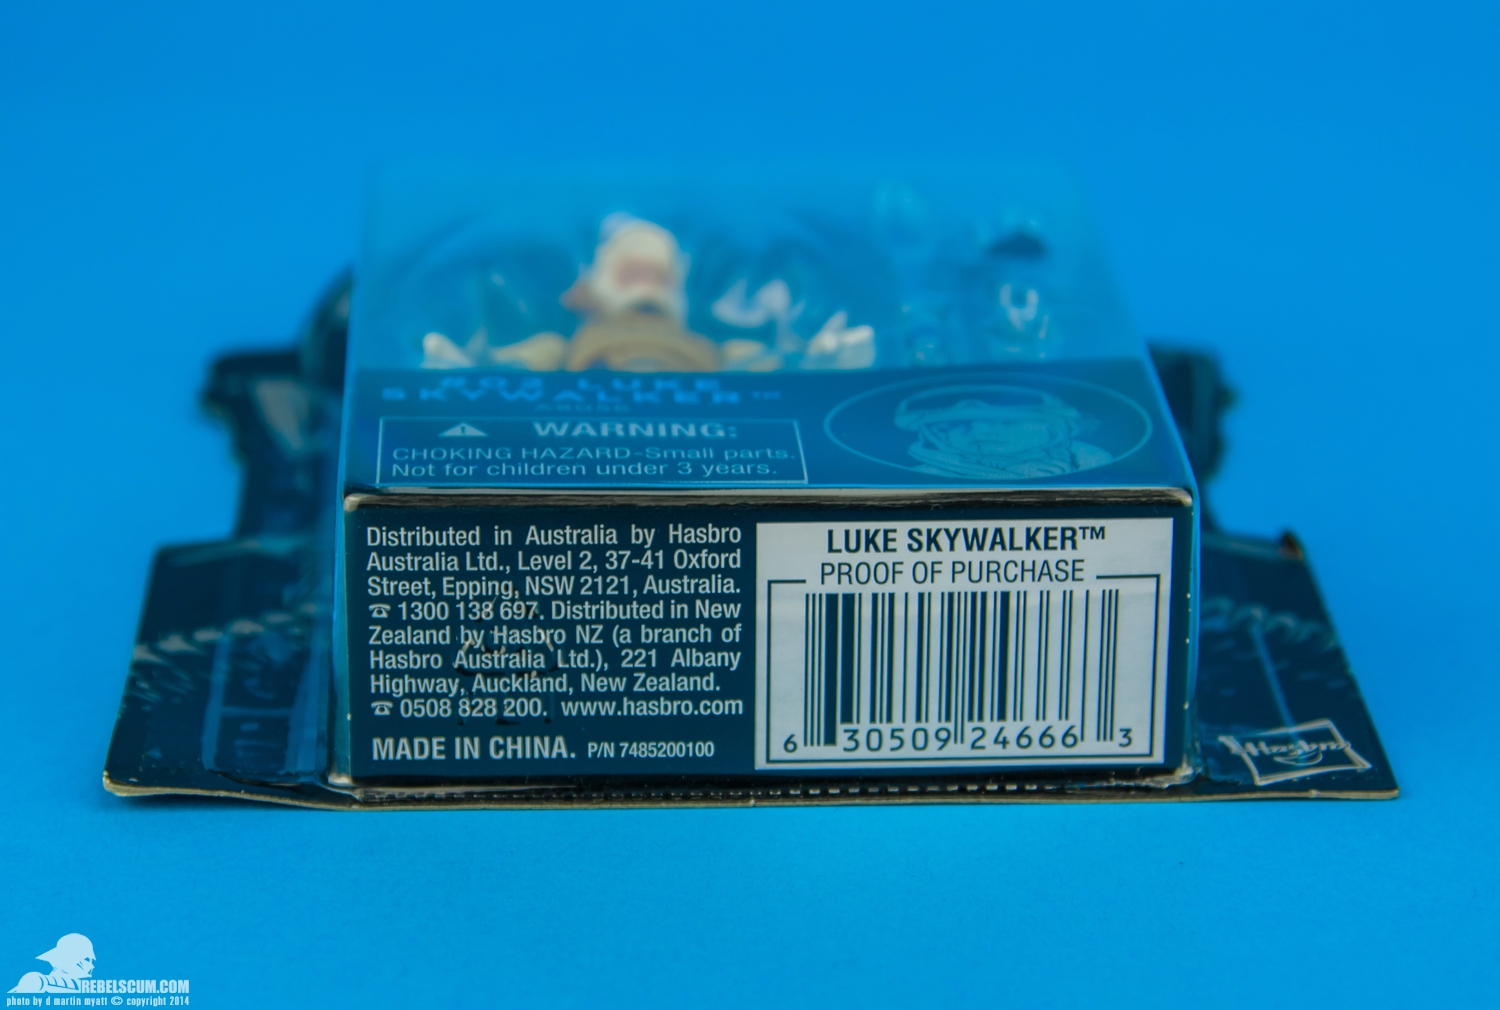 #02 LUKE
SKYWALKER™
A8056
WARNING:
CHOKING HAZARD-Small parts.
Not for children under 3 years.
Distributed in Australia by Hasbro
Australia Ltd., Level 2, 37-41 Oxford
Street, Epping, NSW 2121, Australia.
☎ 1300 138 697. Distributed in New
Zealand by Hasbro NZ (a branch of
Hasbro Australia Ltd.), 221 Albany
Highway, Auckland, New Zealand.
☎ 0508 828 200. www.hasbro.com
MADE IN CHINA. P/N 7485200100
LUKE SKYWALKER™
PROOF OF PURCHASE
6 30509 24666 3
Hasbro
REBELSCUM.COM
photo by d martin myatt © copyright 2014